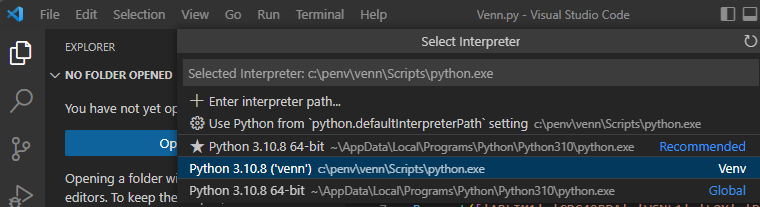 File Edit Selection View Go Run Terminal Help Venn.py - Visual Studio Code
EXPLORER
NO FOLDER OPENED
You have not yet op
Op
Opening a folder wi
editors. To keep the
Select Interpreter
Selected Interpreter: c:\penv\venn\Scripts\python.exe
Enter interpreter path...
Use Python from `python.defaultInterpreterPath` setting c:\penv\venn\Scripts\python.exe
Python 3.10.8 64-bit ~\AppData\Local\Programs\Python\Python310\python.exe Recommended
Python 3.10.8 ('venn') c:\penv\venn\Scripts\python.exe Venv
Python 3.10.8 64-bit ~\AppData\Local\Programs\Python\Python310\python.exe Global